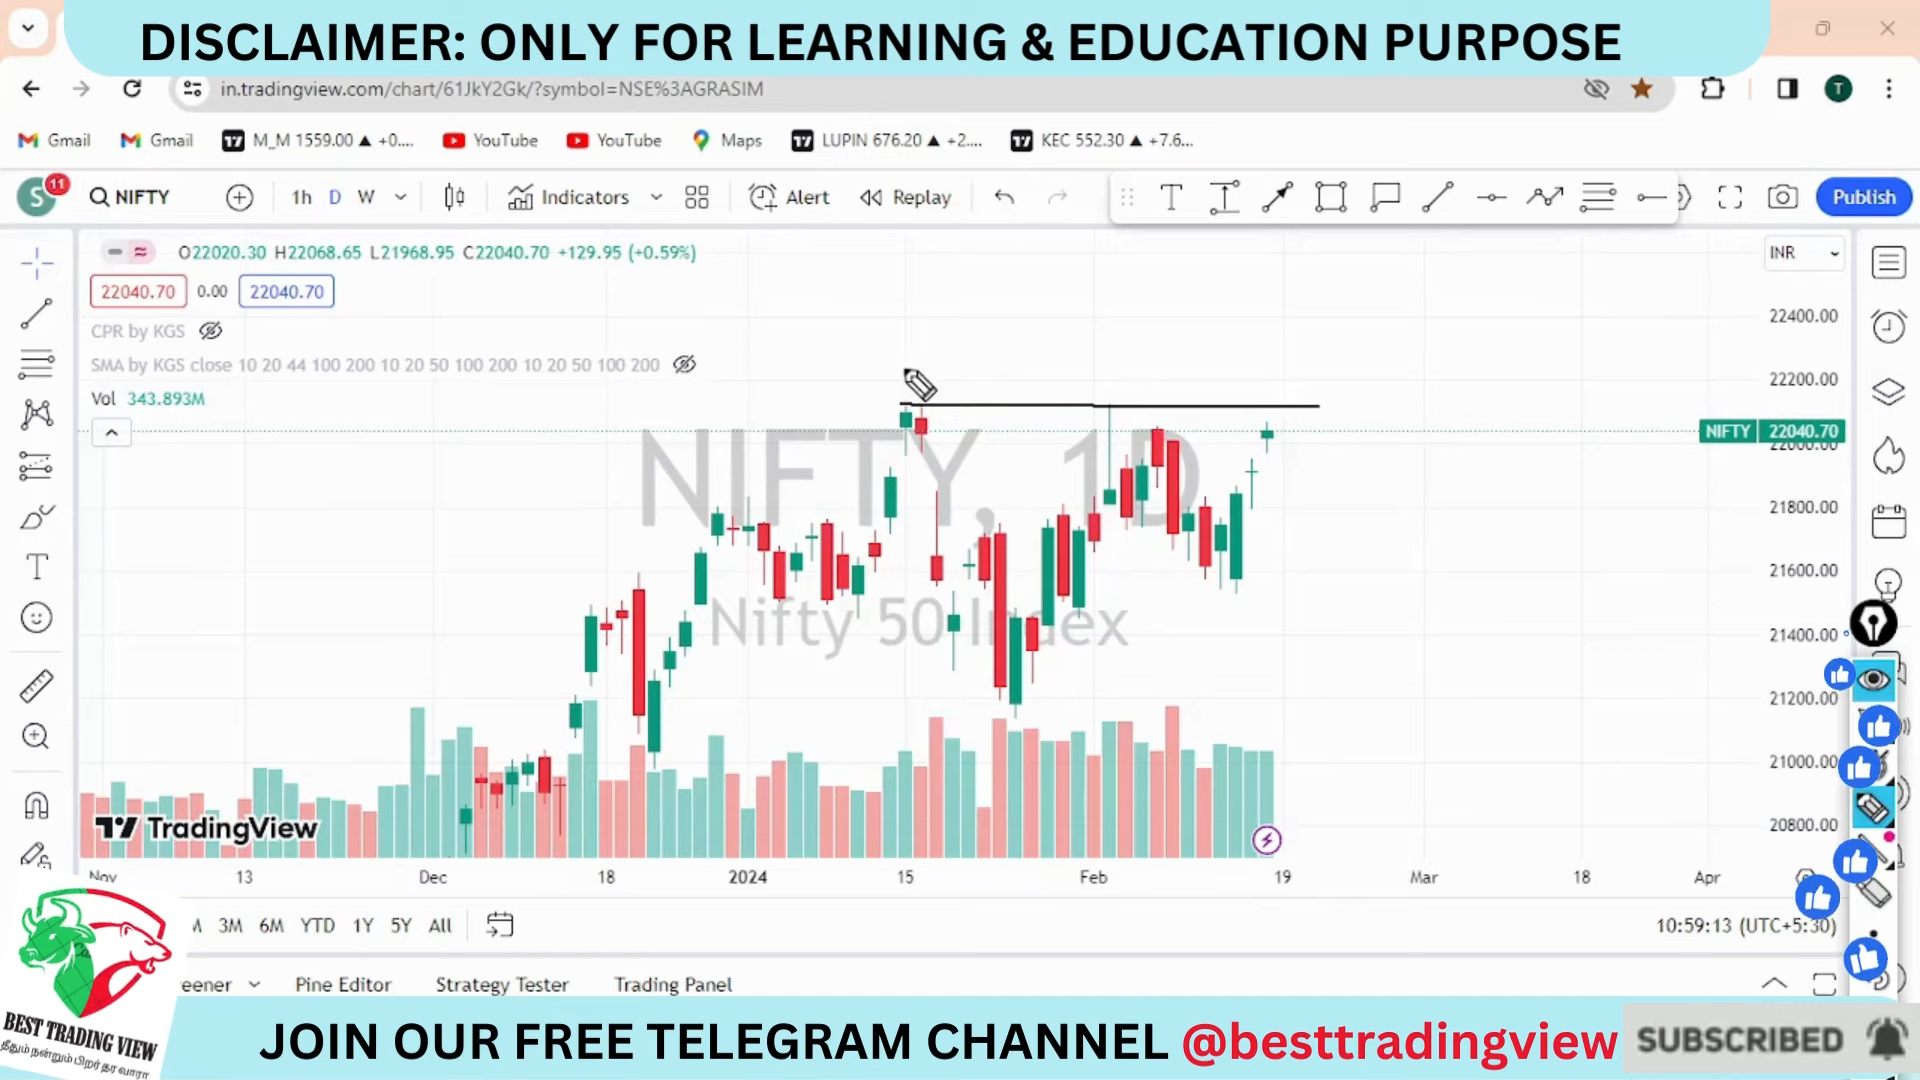 DISCLAIMER: ONLY FOR LEARNING & EDUCATION PURPOSE
in.tradingview.com/chart/61JkY2Gk/?symbol=NSE%3AGRASIM
T
Gmail Gmail M_M 1559.00 ▲ +0.... YouTube YouTube Maps LUPIN 676.20 ▲ +2.... KEC 552.30 ▲ +7.6...
S 11 NIFTY 1h D W Indicators Alert Replay Publish
O22020.30 H22068.65 L21968.95 C22040.70 +129.95 (+0.59%)
INR
22040.70 0.00 22040.70
CPR by KGS
SMA by KGS close 10 20 44 100 200 10 20 50 100 200 10 20 50 100 200
Vol 343.893M
NIFTY, 1D
Nifty 50 Index
22400.00
22200.00
NIFTY 22040.70
22000.00
21800.00
21600.00
21400.00
21200.00
21000.00
20800.00
TradingView
Nov 13 Dec 18 2024 15 Feb 19 Mar 18 Apr
3M 6M YTD 1Y 5Y All
10:59:13 (UTC+5:30)
eener Pine Editor Strategy Tester Trading Panel
BEST TRADING VIEW
தீதும் நன்றும் பிறர் தர வாரா
JOIN OUR FREE TELEGRAM CHANNEL @besttradingview
SUBSCRIBED